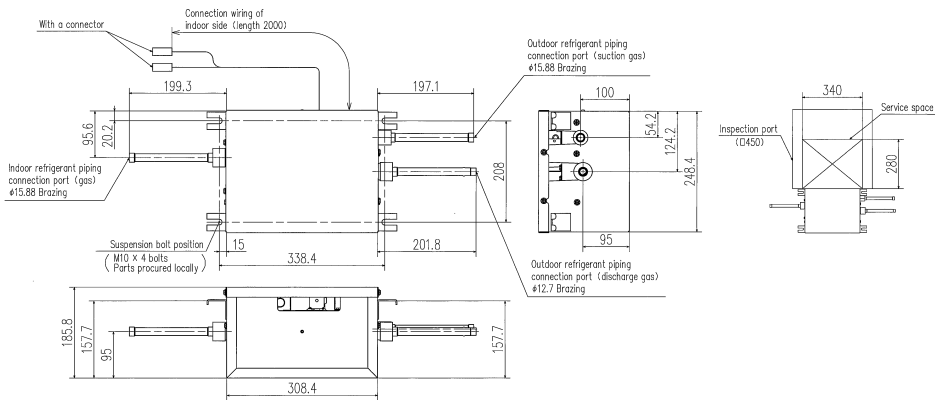 With a connector
Connection wiring of
indoor side (length 2000)
Outdoor refrigerant piping
connection port (suction gas)
φ15.88 Brazing
199.3
197.1
100
340
Service space
95.6
20.2
54.2
124.2
248.4
Inspection port
(□450)
280
Indoor refrigerant piping
connection port (gas)
φ15.88 Brazing
208
Suspension bolt position
( M10 × 4 bolts
Parts procured locally )
15
338.4
201.8
95
Outdoor refrigerant piping
connection port (discharge gas)
φ12.7 Brazing
185.8
157.7
95
157.7
308.4